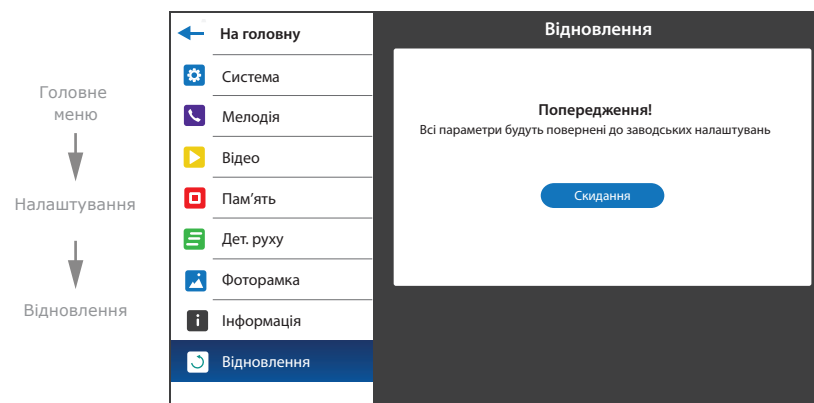 Головне
меню
Налаштування
Відновлення
На головну
Система
Мелодія
Відео
Пам’ять
Дет. руху
Фоторамка
Інформація
Відновлення
Відновлення
Попередження!
Всі параметри будуть повернені до заводських налаштувань
Скидання